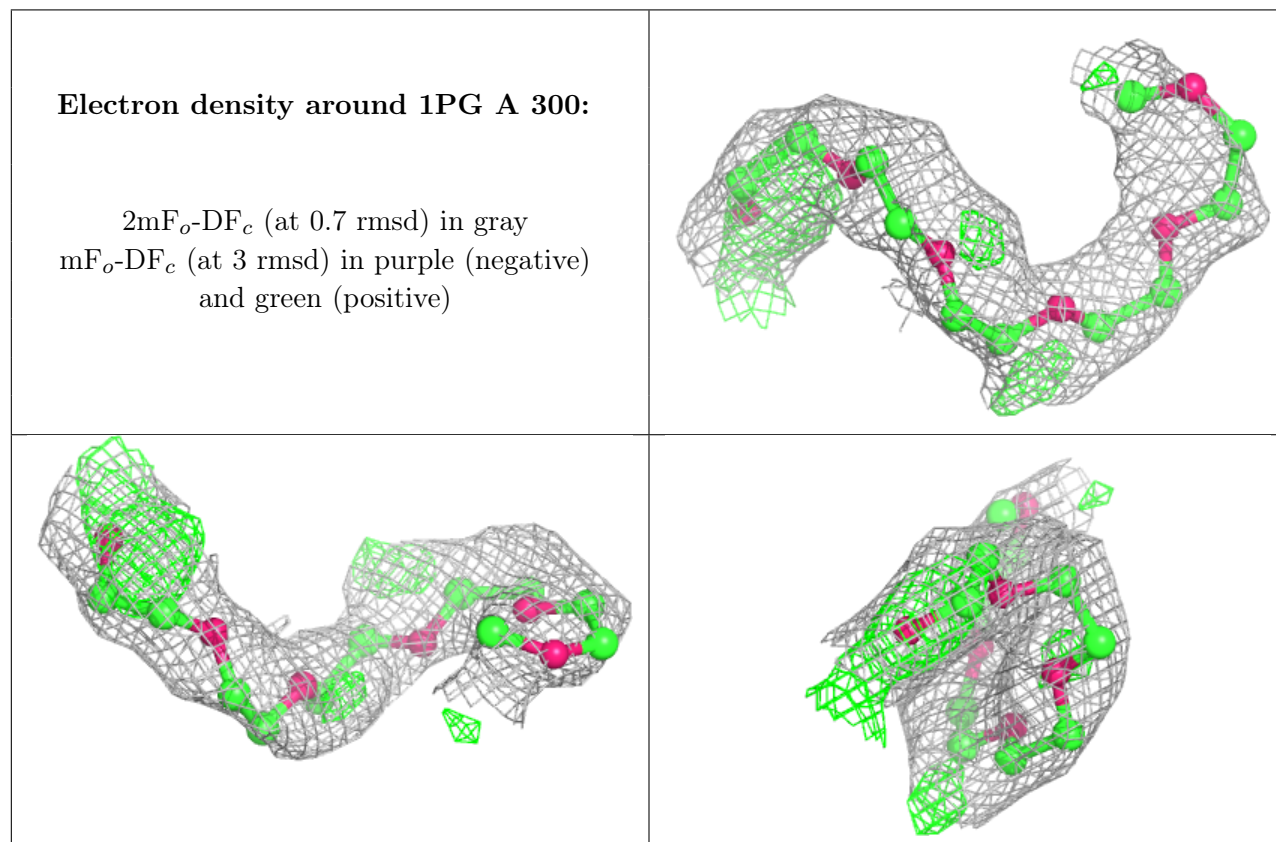 Electron density around 1PG A 300:
2mFo-DFc (at 0.7 rmsd) in gray
mFo-DFc (at 3 rmsd) in purple (negative)
and green (positive)